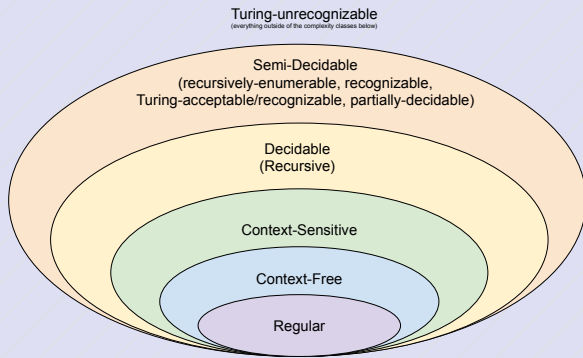 Turing-unrecognizable
(everything outside of the complexity classes below)
Semi-Decidable
(recursively-enumerable, recognizable,
Turing-acceptable/recognizable, partially-decidable)
Decidable
(Recursive)
Context-Sensitive
Context-Free
Regular